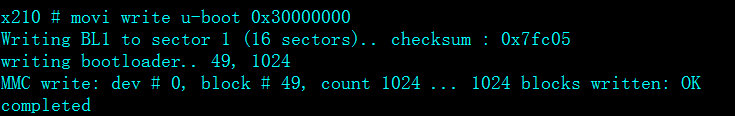 x210 # movi write u-boot 0x30000000
Writing BL1 to sector 1 (16 sectors).. checksum : 0x7fc05
writing bootloader.. 49, 1024
MMC write: dev # 0, block # 49, count 1024 ... 1024 blocks written: OK
completed